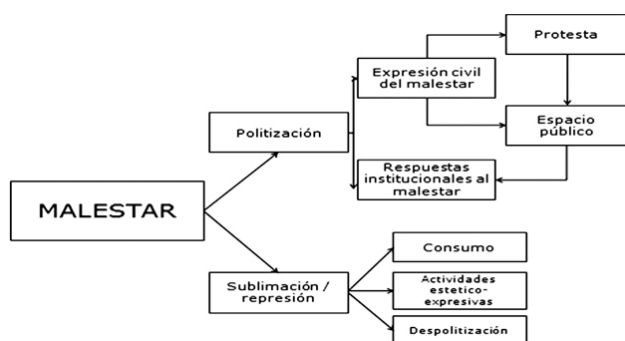 Protesta
Expresión civil
del malestar
Politización
Espacio
público
Respuestas
institucionales al
malestar
MALESTAR
Sublimación /
represión
Consumo
Actividades
estetico-
expresivas
Despolitización